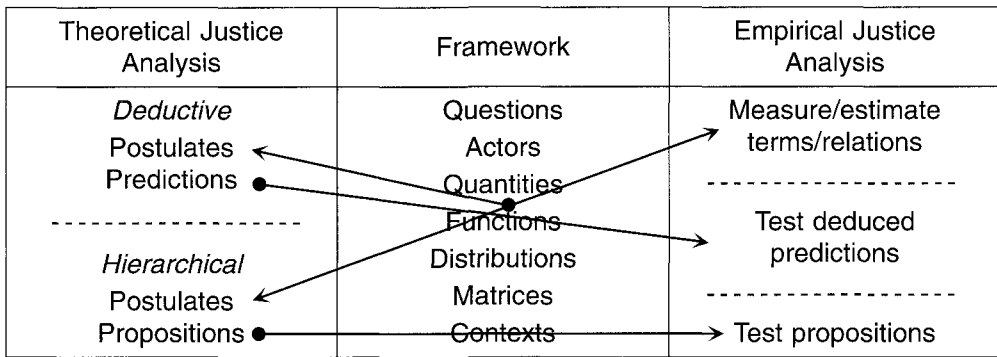 Theoretical Justice
Analysis
Framework
Empirical Justice
Analysis
Deductive
Postulates
Predictions
Hierarchical
Postulates
Propositions
Questions
Actors
Quantities
Functions
Distributions
Matrices
Contexts
Measure/estimate
terms/relations
Test deduced
predictions
Test propositions